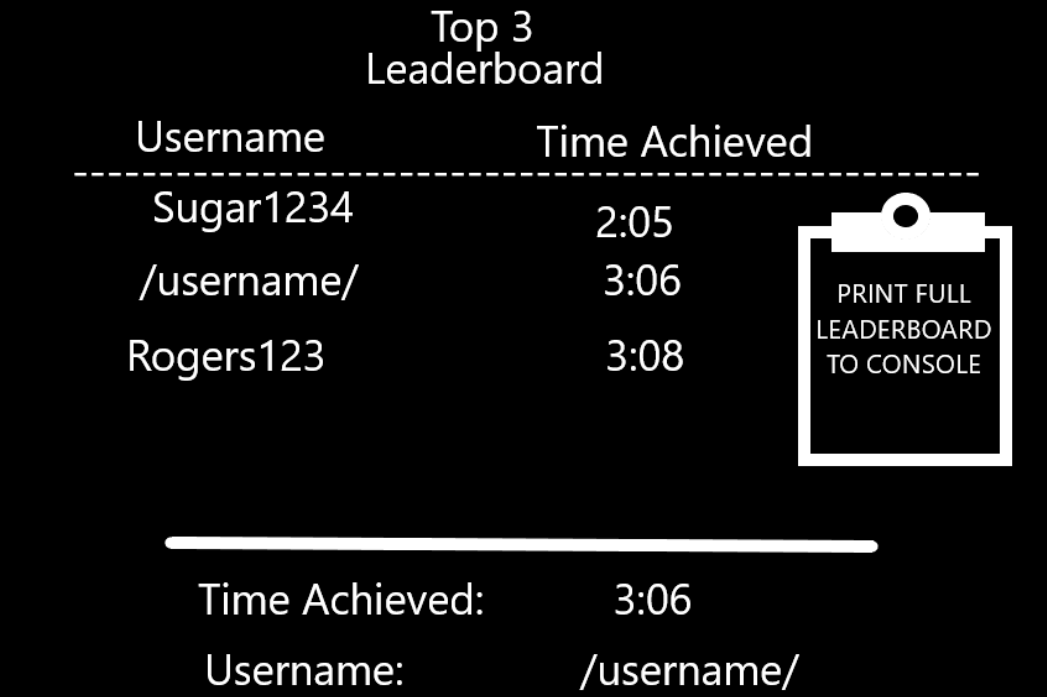 Top 3
Leaderboard
Username Time Achieved
Sugar1234 2:05
/username/ 3:06
Rogers123 3:08
PRINT FULL
LEADERBOARD
TO CONSOLE
Time Achieved: 3:06
Username: /username/